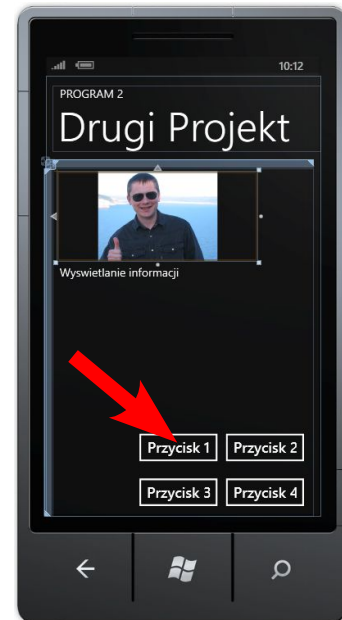 10:12
PROGRAM 2
Drugi Projekt
Wyswietlanie informacji
Przycisk 1 Przycisk 2
Przycisk 3 Przycisk 4